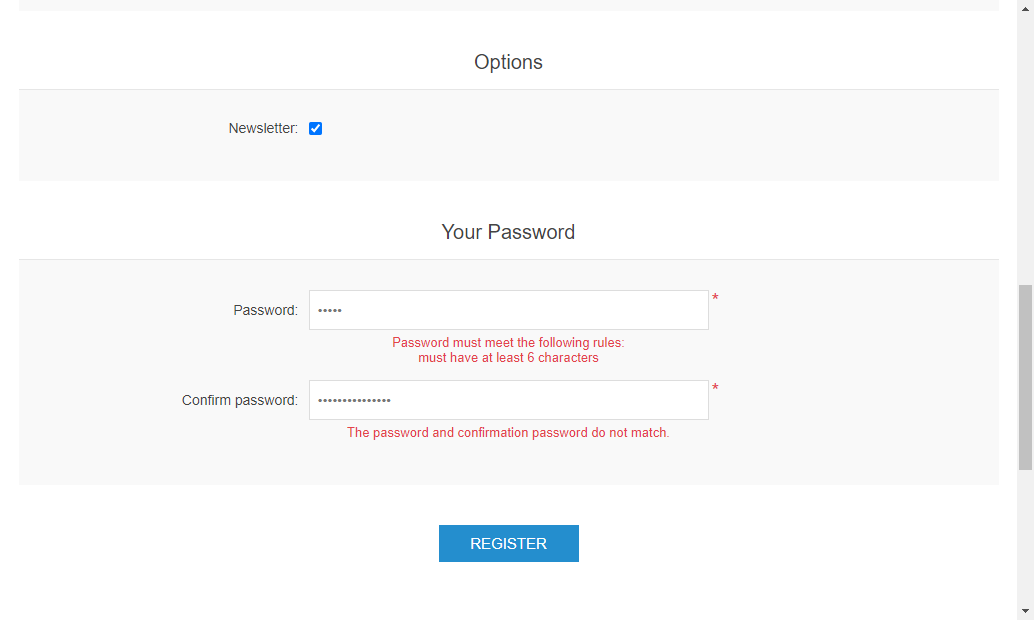 Options
Newsletter:
Your Password
Password: ••••• *
Password must meet the following rules:
must have at least 6 characters
Confirm password: ••••••••••••••• *
The password and confirmation password do not match.
REGISTER